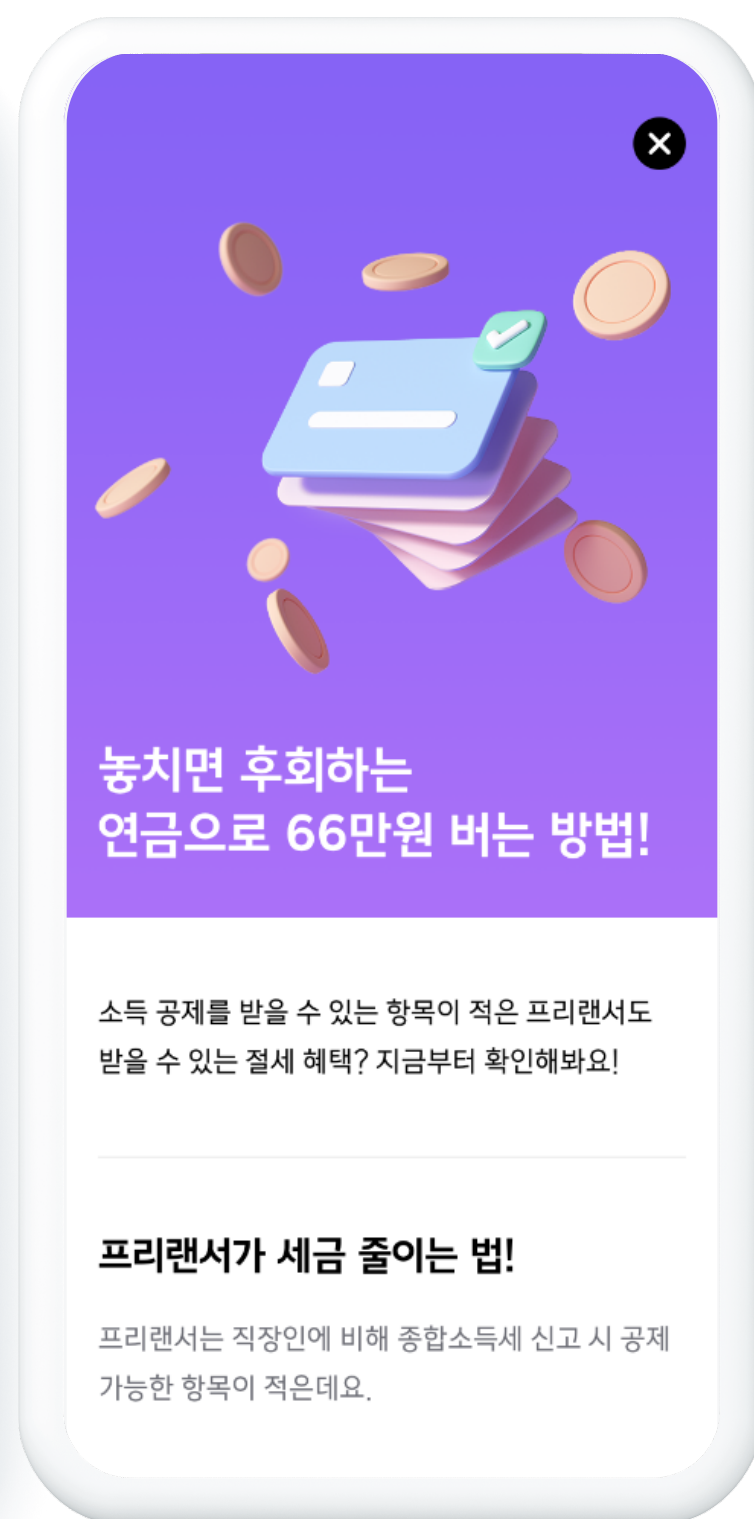 놓치면 후회하는
연금으로 66만원 버는 방법!
소득 공제를 받을 수 있는 항목이 적은 프리랜서도
받을 수 있는 절세 혜택? 지금부터 확인해봐요!
프리랜서가 세금 줄이는 법!
프리랜서는 직장인에 비해 종합소득세 신고 시 공제
가능한 항목이 적은데요.